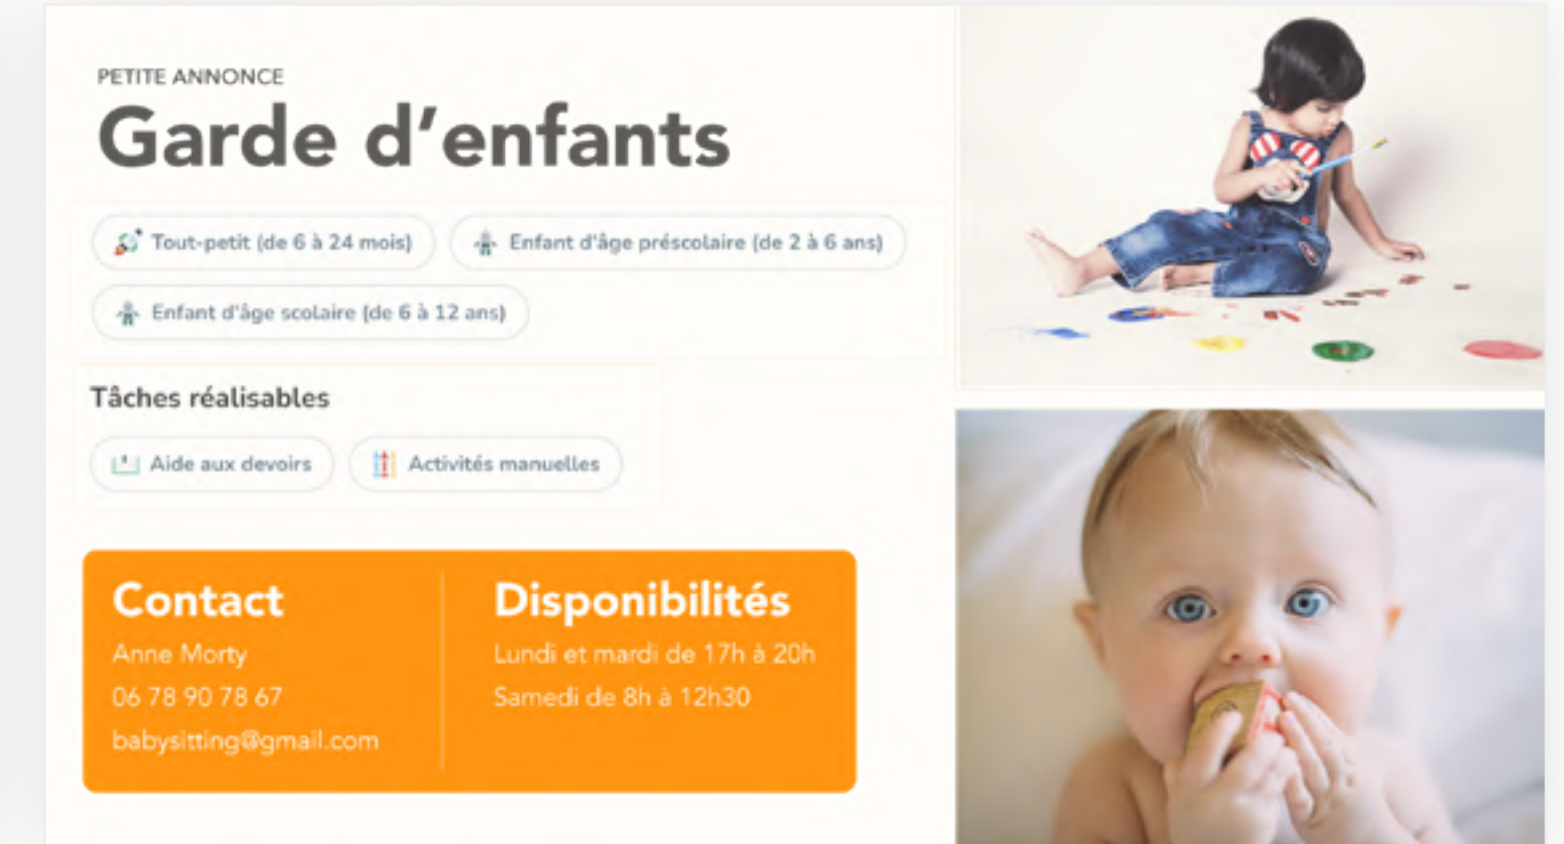 PETITE ANNONCE
Garde d'enfants
Tout-petit (de 6 à 24 mois)
Enfant d'âge préscolaire (de 2 à 6 ans)
Enfant d'âge scolaire (de 6 à 12 ans)
Tâches réalisables
Aide aux devoirs
Activités manuelles
Contact
Anne Morty
06 78 90 78 67
babysitting@gmail.com
Disponibilités
Lundi et mardi de 17h à 20h
Samedi de 8h à 12h30